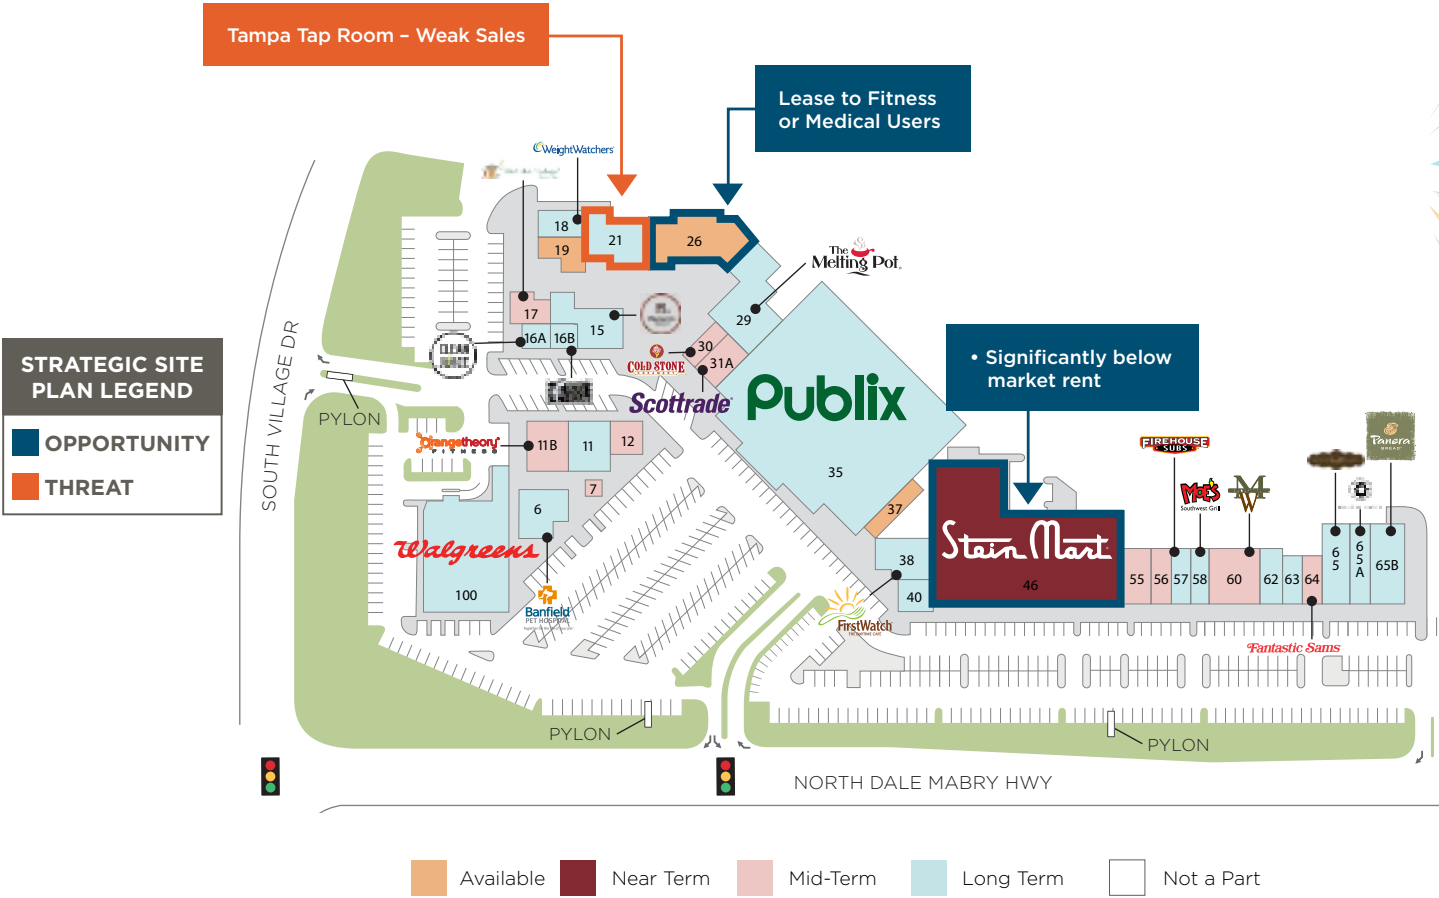 Tampa Tap Room – Weak Sales
Lease to Fitness
or Medical Users
WeightWatchers
18
19
21
26
The
Melting Pot
17
16A
16B
15
29
30
31A
COLD STONE
CREAMERY
Scottrade
Publix
35
• Significantly below
market rent
STRATEGIC SITE
PLAN LEGEND
OPPORTUNITY
THREAT
SOUTH VILLAGE DR
PYLON
Orangetheory
FITNESS
11B
11
12
7
6
Walgreens
100
Banfield
PET HOSPITAL
37
38
40
FirstWatch
THE DAYTIME CAFE
Stein Mart
46
FIREHOUSE
SUBS
MOE'S
Southwest Grill
MW
Panera
BREAD
55
56
57
58
60
62
63
64
65
65A
65B
Fantastic Sams
PYLON
PYLON
NORTH DALE MABRY HWY
Available
Near Term
Mid-Term
Long Term
Not a Part